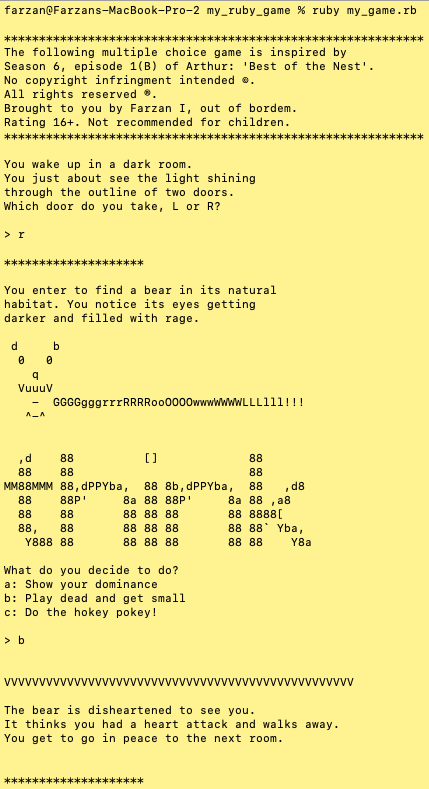 farzan@Farzans-MacBook-Pro-2 my_ruby_game % ruby my_game.rb
************************************************************
The following multiple choice game is inspired by
Season 6, episode 1(B) of Arthur: 'Best of the Nest'.
No copyright infringment intended ©.
All rights reserved ®.
Brought to you by Farzan I, out of bordem.
Rating 16+. Not recommended for children.
************************************************************
You wake up in a dark room.
You just about see the light shining
through the outline of two doors.
Which door do you take, L or R?
> r
********************
You enter to find a bear in its natural
habitat. You notice its eyes getting
darker and filled with rage.
 d     b
  0   0
    q
  VuuuV
    –  GGGGgggrrrRRRRooOOOOwwwWWWWLLLlll!!!
   ^–^
  ,d    88          []             88
  88    88                         88
MM88MMM 88,dPPYba,  88 8b,dPPYba,  88   ,d8
  88    88P'     8a 88 88P'     8a 88 ,a8
  88    88       88 88 88       88 8888[
  88,   88       88 88 88       88 88` Yba,
   Y888 88       88 88 88       88 88    Y8a
What do you decide to do?
a: Show your dominance
b: Play dead and get small
c: Do the hokey pokey!
> b
VVVVVVVVVVVVVVVVVVVVVVVVVVVVVVVVVVVVVVVVVVVVVVVVVV
The bear is disheartened to see you.
It thinks you had a heart attack and walks away.
You get to go in peace to the next room.
********************